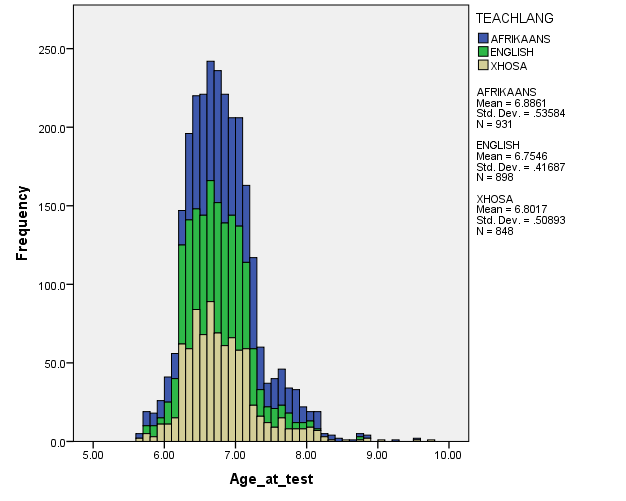 TEACHLANG
AFRIKAANS
ENGLISH
XHOSA
AFRIKAANS
Mean = 6.8861
Std. Dev. = .53584
N = 931
ENGLISH
Mean = 6.7546
Std. Dev. = .41687
N = 898
XHOSA
Mean = 6.8017
Std. Dev. = .50893
N = 848
Frequency
250.0
200.0
150.0
100.0
50.0
0.0
5.00 6.00 7.00 8.00 9.00 10.00
Age_at_test